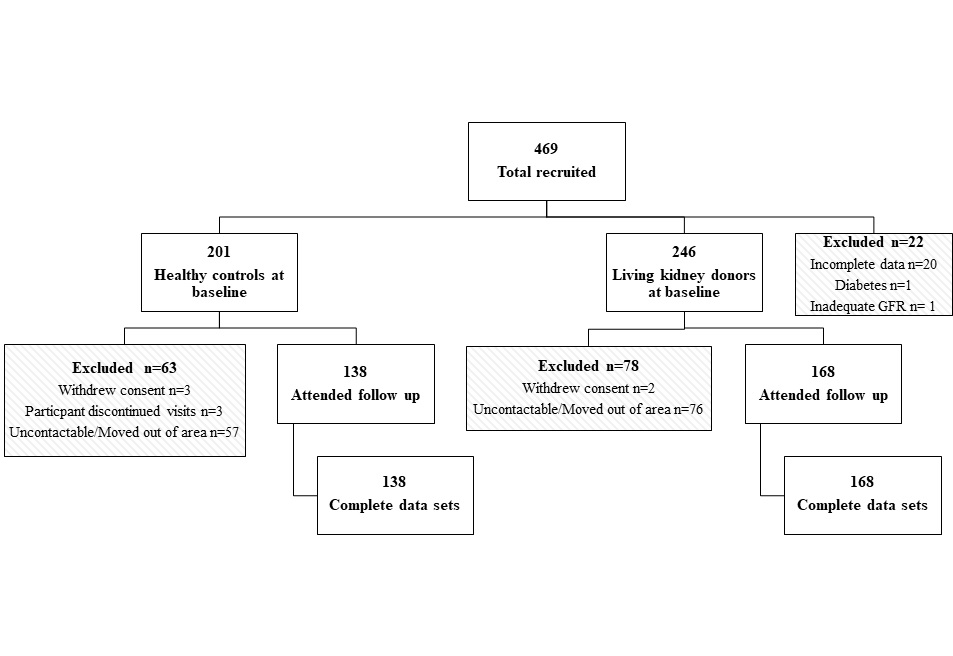 469
Total recruited
201
Healthy controls at
baseline
246
Living kidney donors
at baseline
Excluded n=22
Incomplete data n=20
Diabetes n=1
Inadequate GFR n= 1
Excluded n=63
Withdrew consent n=3
Particpant discontinued visits n=3
Uncontactable/Moved out of area n=57
138
Attended follow up
Excluded n=78
Withdrew consent n=2
Uncontactable/Moved out of area n=76
168
Attended follow up
138
Complete data sets
168
Complete data sets